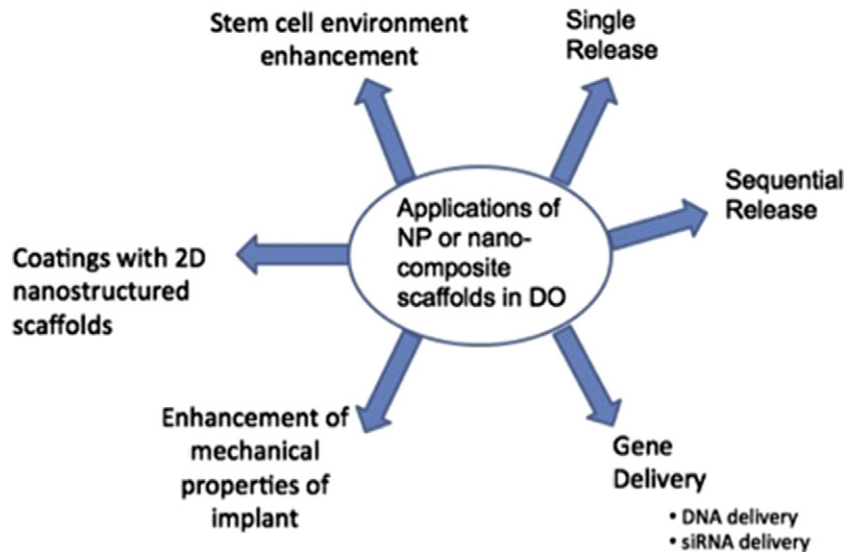 Stem cell environment
enhancement
Single
Release
Sequential
Release
Applications of
NP or nano-
composite
scaffolds in DO
Coatings with 2D
nanostructured
scaffolds
Enhancement of
mechanical
properties of
implant
Gene
Delivery
• DNA delivery
• siRNA delivery